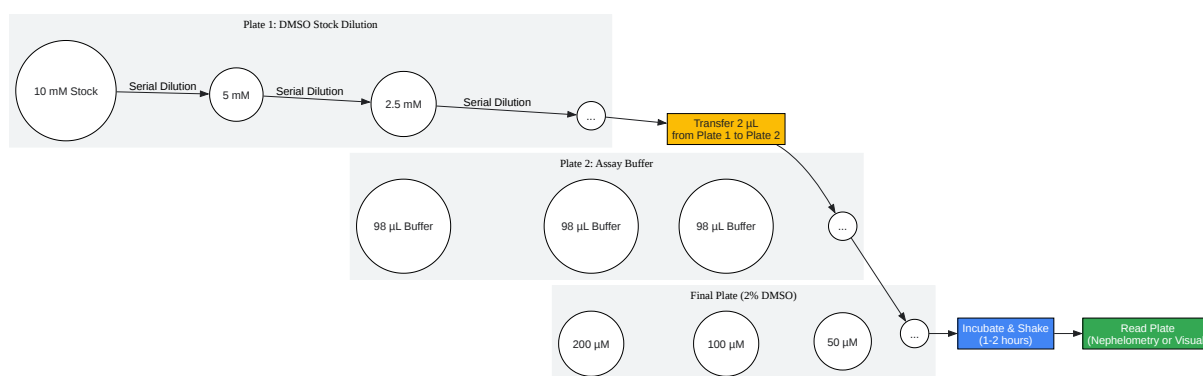 Plate 1: DMSO Stock Dilution
10 mM Stock
Serial Dilution
5 mM
Serial Dilution
2.5 mM
Serial Dilution
...
Transfer 2 µL
from Plate 1 to Plate 2
Plate 2: Assay Buffer
98 µL Buffer
98 µL Buffer
98 µL Buffer
...
Final Plate (2% DMSO)
200 µM
100 µM
50 µM
...
Incubate & Shake
(1-2 hours)
Read Plate
(Nephelometry or Visual